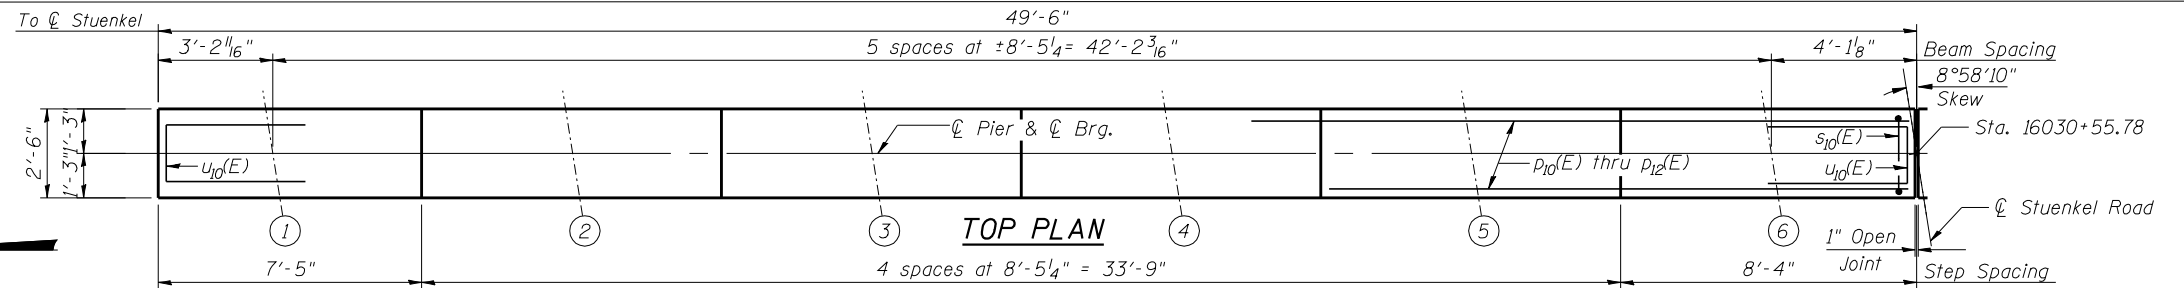 To ℄ Stuenkel
49'-6"
3'-2 11/16"
5 spaces at ±8'-5 1/4= 42'-2 3/16"
4'-1 1/8"
Beam Spacing
8°58'10"
Skew
2'-6"
1'-3"
1'-3"
℄ Pier & ℄ Brg.
s10(E)
Sta. 16030+55.78
u10(E)
p10(E) thru p12(E)
u10(E)
℄ Stuenkel Road
1
2
3
4
5
6
TOP PLAN
1" Open
Joint
7'-5"
4 spaces at 8'-5 1/4" = 33'-9"
8'-4"
Step Spacing